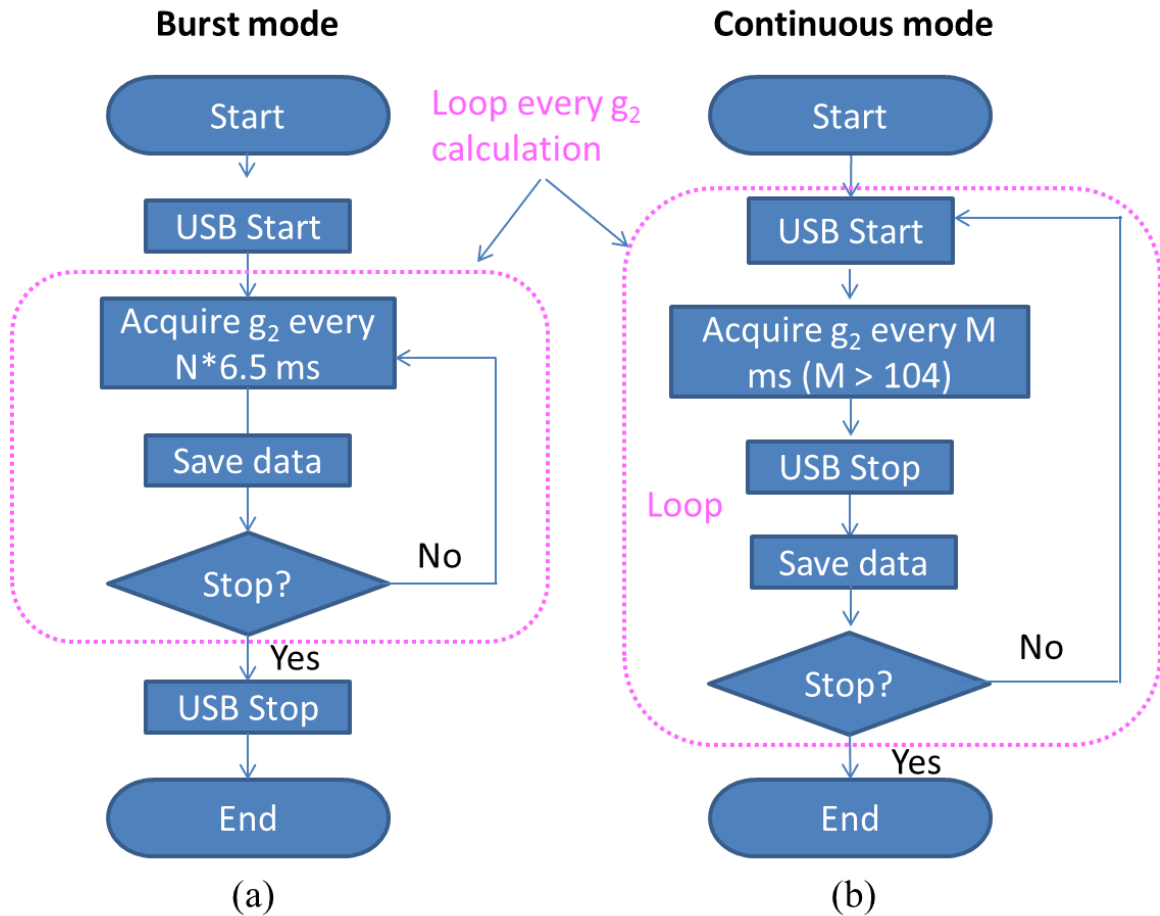 Burst mode
Start
USB Start
Acquire g₂ every
N*6.5 ms
Save data
Stop?
No
Yes
USB Stop
End
(a)
Loop every g₂
calculation
Continuous mode
Start
USB Start
Acquire g₂ every M
ms (M > 104)
USB Stop
Loop
Save data
Stop?
No
Yes
End
(b)